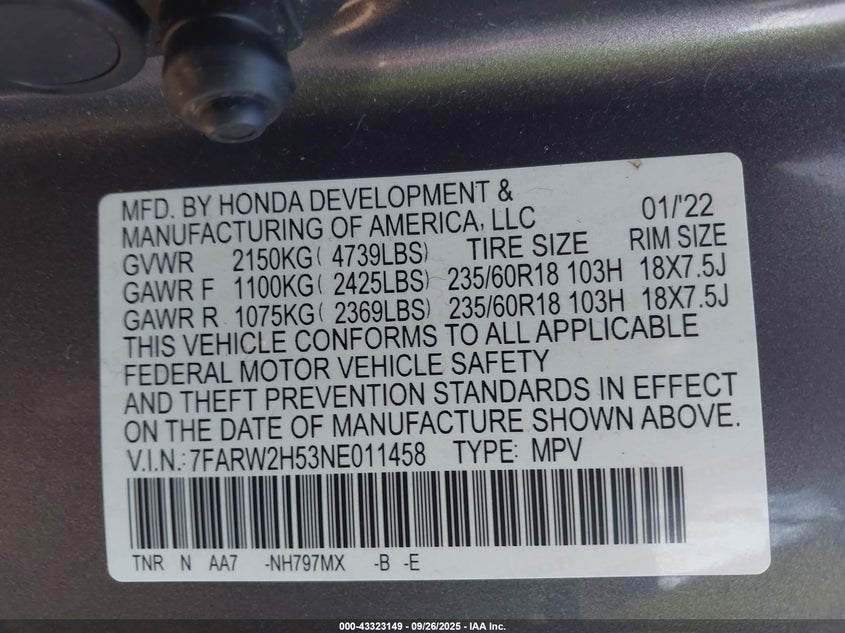 MFD. BY HONDA DEVELOPMENT &
MANUFACTURING OF AMERICA, LLC 01/'22
GVWR 2150KG( 4739LBS) TIRE SIZE RIM SIZE
GAWR F 1100KG( 2425LBS) 235/60R18 103H 18X7.5J
GAWR R 1075KG( 2369LBS) 235/60R18 103H 18X7.5J
THIS VEHICLE CONFORMS TO ALL APPLICABLE
FEDERAL MOTOR VEHICLE SAFETY
AND THEFT PREVENTION STANDARDS IN EFFECT
ON THE DATE OF MANUFACTURE SHOWN ABOVE.
V.I.N.:7FARW2H53NE011458 TYPE: MPV
TNR N AA7 -NH797MX -B -E
000-43323149 - 09/26/2025 - IAA Inc.